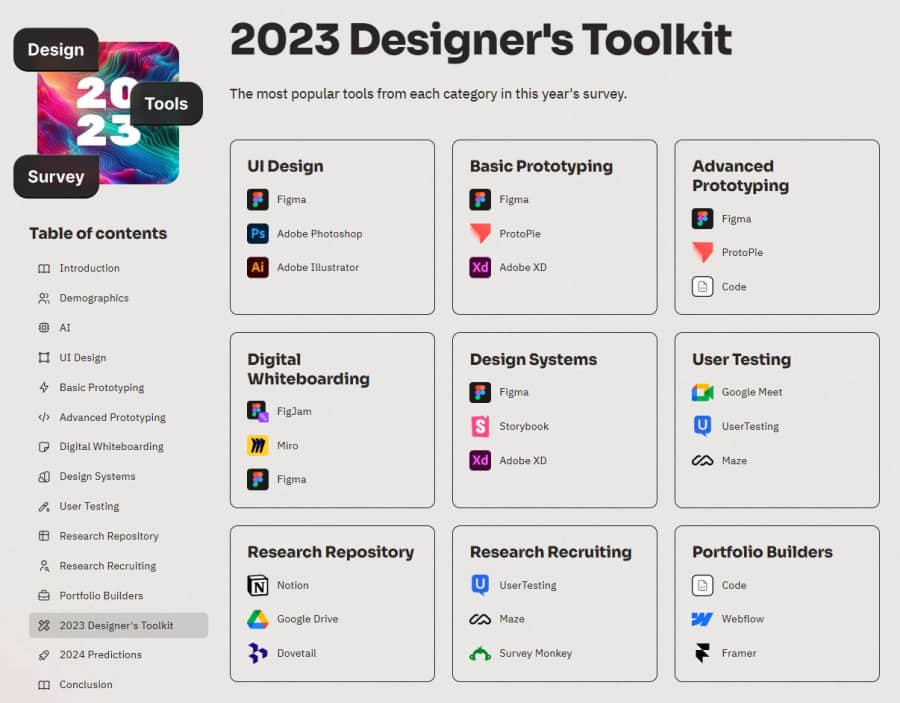 Design
20
23
Tools
Survey
Table of contents
Introduction
Demographics
AI
UI Design
Basic Prototyping
Advanced Prototyping
Digital Whiteboarding
Design Systems
User Testing
Research Repository
Research Recruiting
Portfolio Builders
2023 Designer's Toolkit
2024 Predictions
Conclusion
2023 Designer's Toolkit
The most popular tools from each category in this year's survey.
UI Design
Figma
Ps Adobe Photoshop
Ai Adobe Illustrator
Basic Prototyping
Figma
ProtoPie
Xd Adobe XD
Advanced
Prototyping
Figma
ProtoPie
Code
Digital
Whiteboarding
FigJam
Miro
Figma
Design Systems
Figma
S Storybook
Xd Adobe XD
User Testing
Google Meet
U UserTesting
Maze
Research Repository
N Notion
Google Drive
Dovetail
Research Recruiting
U UserTesting
Maze
Survey Monkey
Portfolio Builders
Code
Webflow
Framer